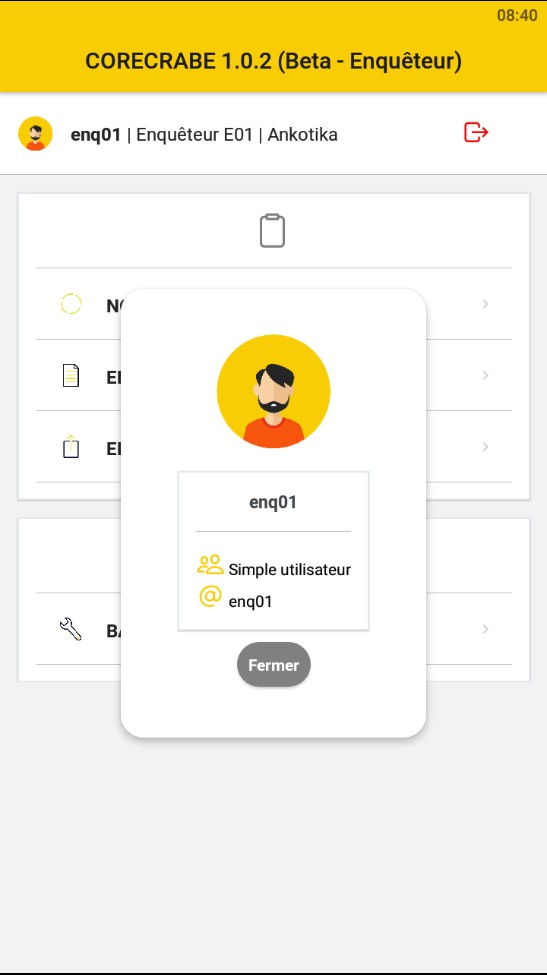 08:40
CORECRABE 1.0.2 (Beta - Enquêteur)
enq01 | Enquêteur E01 | Ankotika
enq01
Simple utilisateur
@ enq01
Fermer